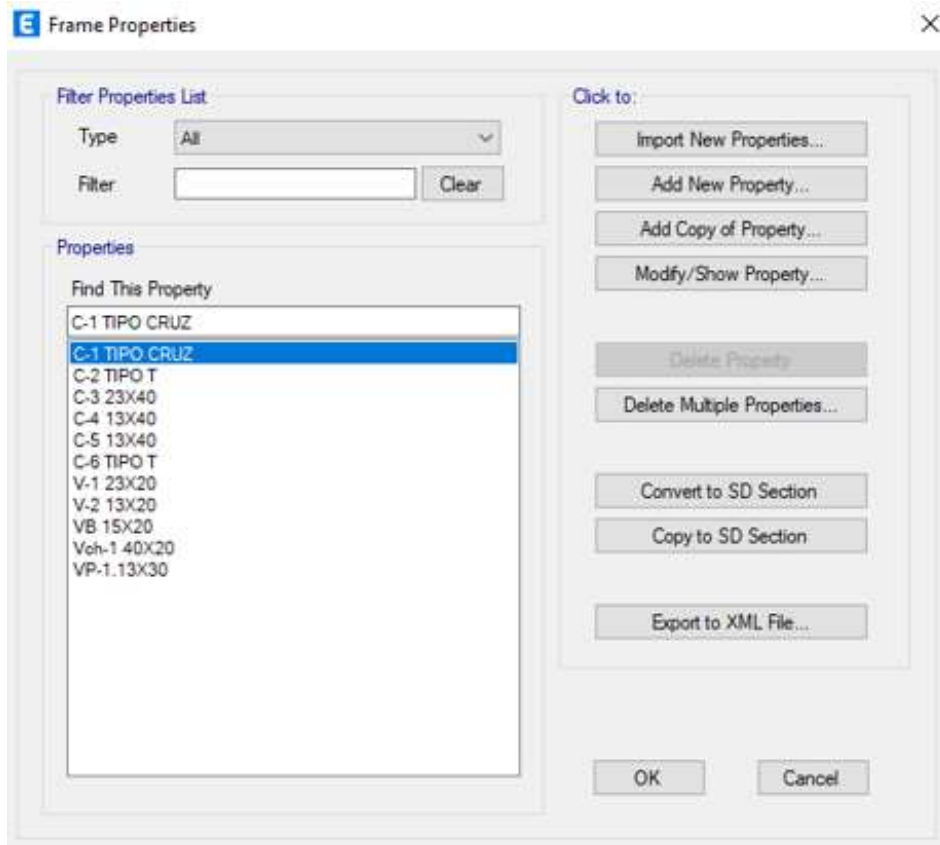 E Frame Properties
Filter Properties List
Type All
Filter Clear
Properties
Find This Property
C-1 TIPO CRUZ
C-1 TIPO CRUZ
C-2 TIPO T
C-3 23X40
C-4 13X40
C-5 13X40
C-6 TIPO T
V-1 23X20
V-2 13X20
VB 15X20
Vch-1 40X20
VP-1.13X30
Click to:
Import New Properties...
Add New Property...
Add Copy of Property...
Modify/Show Property...
Delete Property
Delete Multiple Properties...
Convert to SD Section
Copy to SD Section
Export to XML File...
OK Cancel